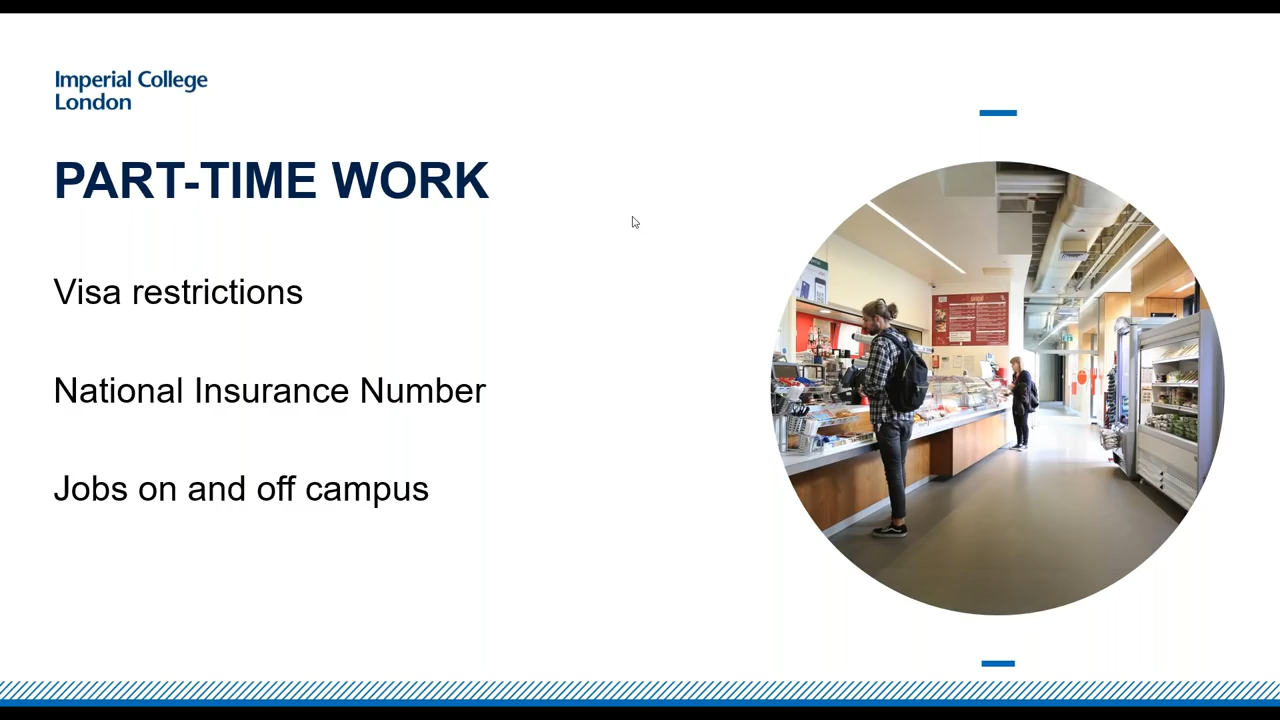 Imperial College
London
PART-TIME WORK
Visa restrictions
National Insurance Number
Jobs on and off campus